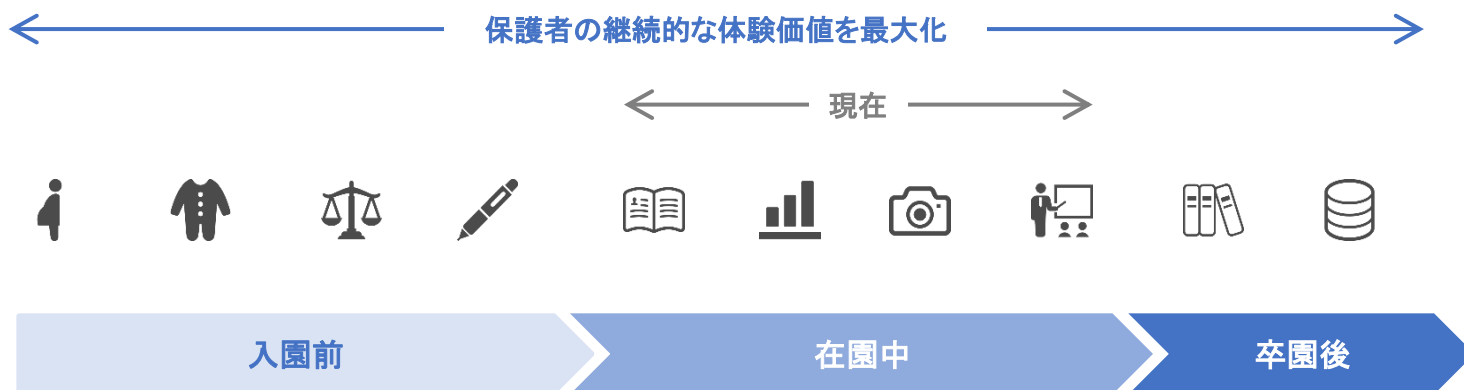 保護者の継続的な体験価値を最大化
現在
入園前
在園中
卒園後